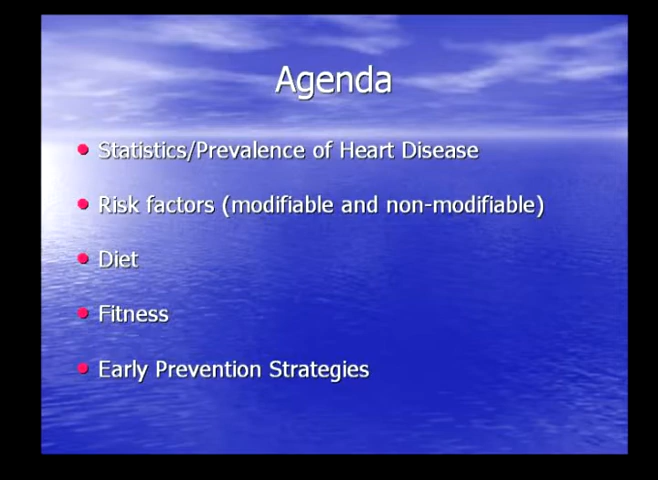 Agenda
Statistics/Prevalence of Heart Disease
Risk factors (modifiable and non-modifiable)
Diet
Fitness
Early Prevention Strategies